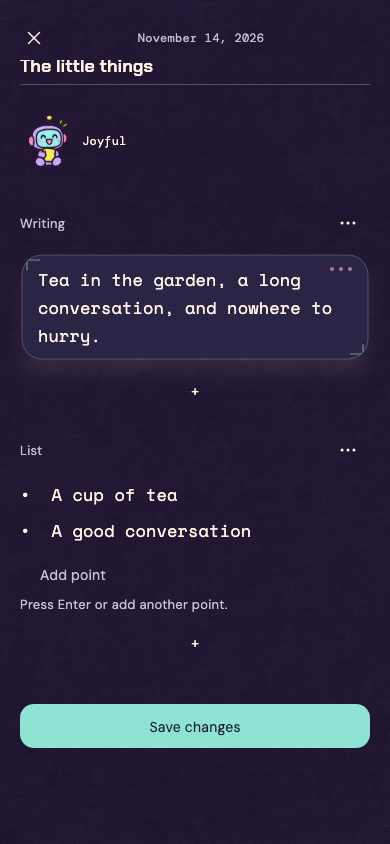 November 14, 2026
The little things
Joyful
Writing
Tea in the garden, a long
conversation, and nowhere to
hurry.
+
List
• A cup of tea
• A good conversation
Add point
Press Enter or add another point.
+
Save changes